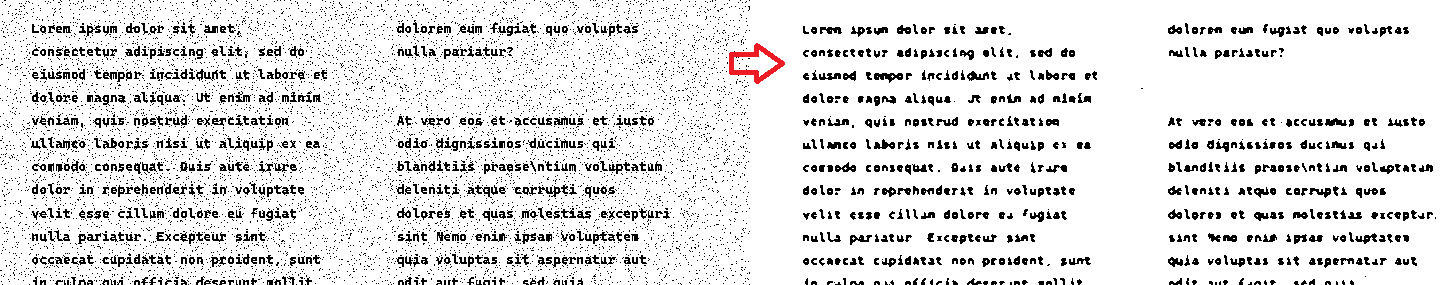 Lorem ipsum dolor sit amet,
consectetur adipiscing elit, sed do
eiusmod tempor incididunt ut labore et
dolore magna aliqua. Ut enim ad minim
veniam, quis nostrud exercitation
ullamco laboris nisi ut aliquip ex ea
commodo consequat. Duis aute irure
dolor in reprehenderit in voluptate
velit esse cillum dolore eu fugiat
nulla pariatur. Excepteur sint
occaecat cupidatat non proident, sunt
in culpa qui officia deserunt mollit
dolorem eum fugiat quo voluptas
nulla pariatur?
At vero eos et accusamus et iusto
odio dignissimos ducimus qui
blanditiis praese\ntium voluptatum
deleniti atque corrupti quos
dolores et quas molestias excepturi
sint Nemo enim ipsam voluptatem
quia voluptas sit aspernatur aut
odit aut fugit, sed quia
Lorem ipsum dolor sit amet,
consectetur adipiscing elit, sed do
eiusmod tempor incididunt ut labore et
dolore magna aliqua. Ut enim ad minim
veniam, quis nostrud exercitation
ullamco laboris nisi ut aliquip ex ea
commodo consequat. Duis aute irure
dolor in reprehenderit in voluptate
velit esse cillum dolore eu fugiat
nulla pariatur Excepteur sint
occaecat cupidatat non proident, sunt
in culpa qui officia deserunt mollit
dolorem eum fugiat quo voluptas
nulla pariatur?
At vero eos et accusamus et iusto
odio dignissimos ducimus qui
blanditiis praese\ntium voluptatum
deleniti atque corrupti quos
dolores et quas molestias exceptur.
sint Nemo enim ipsam voluptatem
quia voluptas sit aspernatur aut
odit aut fugit, sed quia